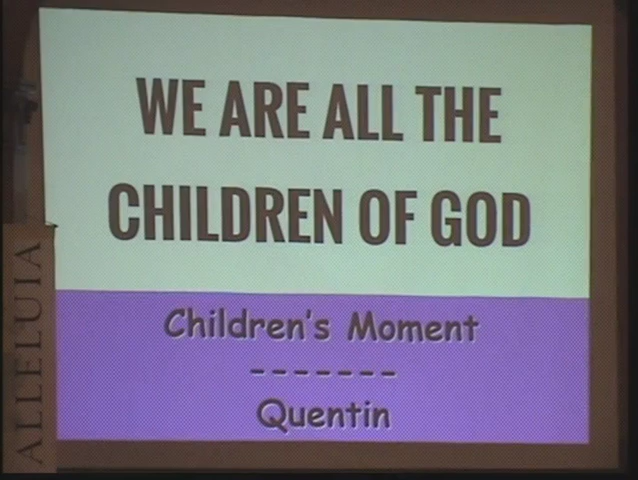 WE ARE ALL THE
CHILDREN OF GOD
Children's Moment
-------
Quentin
ALLELUIA